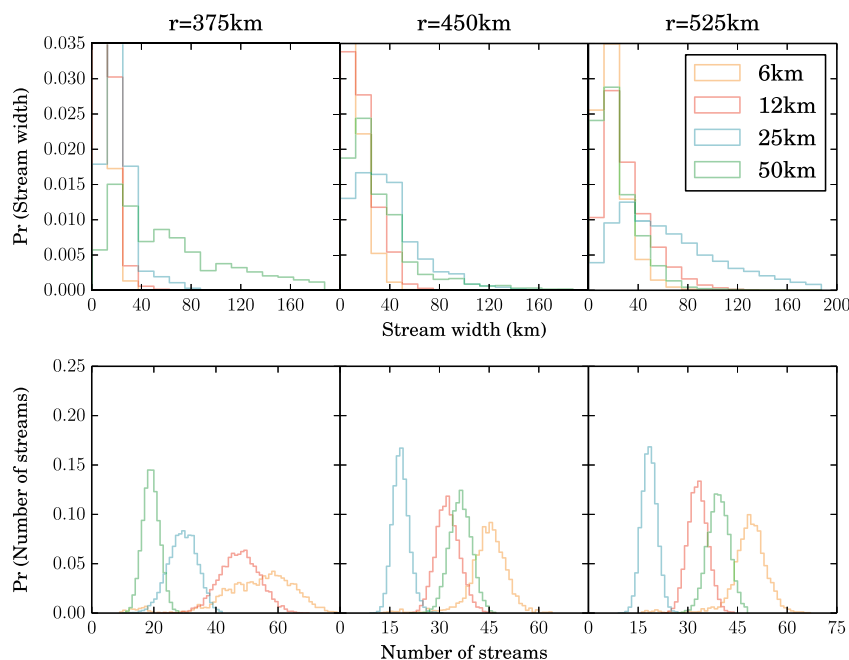 r=375km r=450km r=525km
0.035
0.030
0.025
0.020
0.015
0.010
0.005
0.000
Pr (Stream width)
6km
12km
25km
50km
0 40 80 120 160 0 40 80 120 160 0 40 80 120 160 200
Stream width (km)
0.25
0.20
0.15
0.10
0.05
0.00
Pr (Number of streams)
0 20 40 60 0 15 30 45 60 0 15 30 45 60 75
Number of streams